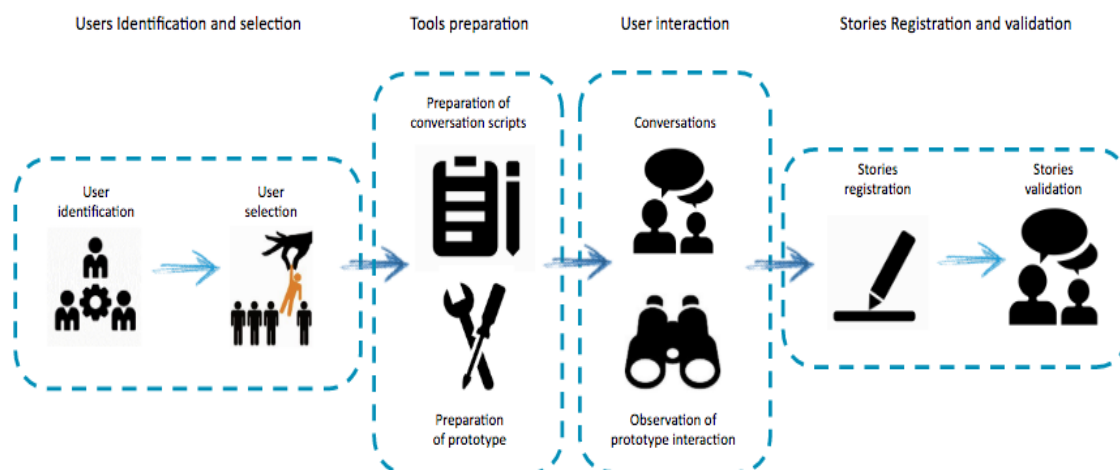 Users Identification and selection
Tools preparation
User interaction
Stories Registration and validation
User
identification
User
selection
Preparation of
conversation scripts
Preparation
of prototype
Conversations
Observation of
prototype interaction
Stories
registration
Stories
validation